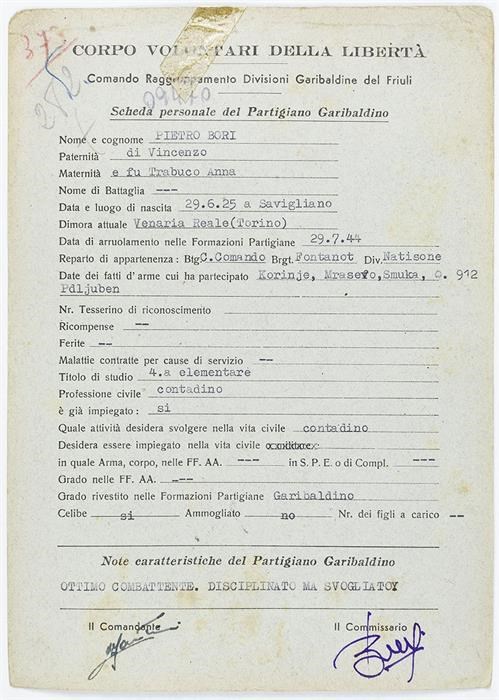 37
CORPO VOLONTARI DELLA LIBERTÀ
Comando Raggruppamento Divisioni Garibaldine del Friuli
282
Scheda personale del Partigiano Garibaldino
Nome e cognome PIETRO BORI
Paternità di Vincenzo
Maternità e fu Trabuco Anna
Nome di Battaglia ---
Data e luogo di nascita 29.6.25 a Savigliano
Dimora attuale Venaria Reale(Torino)
Data di arruolamento nelle Formazioni Partigiane 29.7.44
Reparto di appartenenza: Btg C.Comando Brgt. Fontanot Div. Natisone
Date dei fatti d'arme cui ha partecipato Korinje, Mrasevo, Smuka, Q. 912
Pdljuben
Nr. Tesserino di riconoscimento
Ricompense --
Ferite --
Malattie contratte per cause di servizio --
Titolo di studio 4.a elementare
Professione civile contadino
è già impiegato: si
Quale attività desidera svolgere nella vita civile contadino
Desidera essere impiegato nella vita civile
in quale Arma, corpo, nelle FF. AA. --- in S. P. E. o di Compl. ---
Grado nelle FF. AA. ---
Grado rivestito nelle Formazioni Partigiane Garibaldino
Celibe si Ammogliato no Nr. dei figli a carico --
Note caratteristiche del Partigiano Garibaldino
OTTIMO COMBATTENTE. DISCIPLINATO MA SVOGLIATOY
Il Comandante Il Commissario